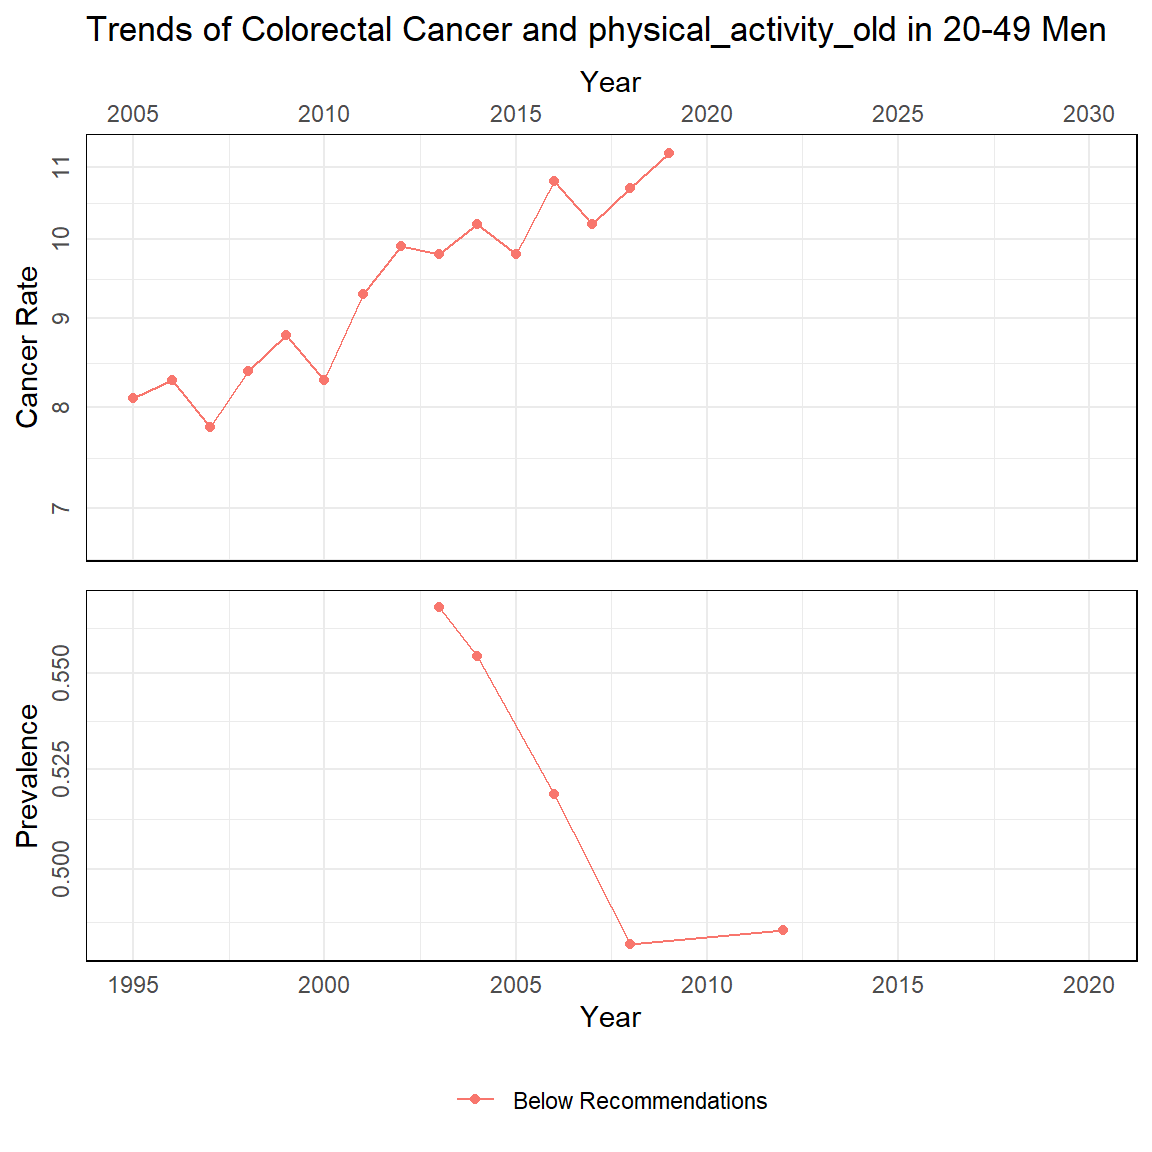 Trends of Colorectal Cancer and physical_activity_old in 20-49 Men
Year
2005 2010 2015 2020 2025 2030
Cancer Rate
11
10
9
8
7
Prevalence
0.550
0.525
0.500
1995 2000 2005 2010 2015 2020
Year
Below Recommendations